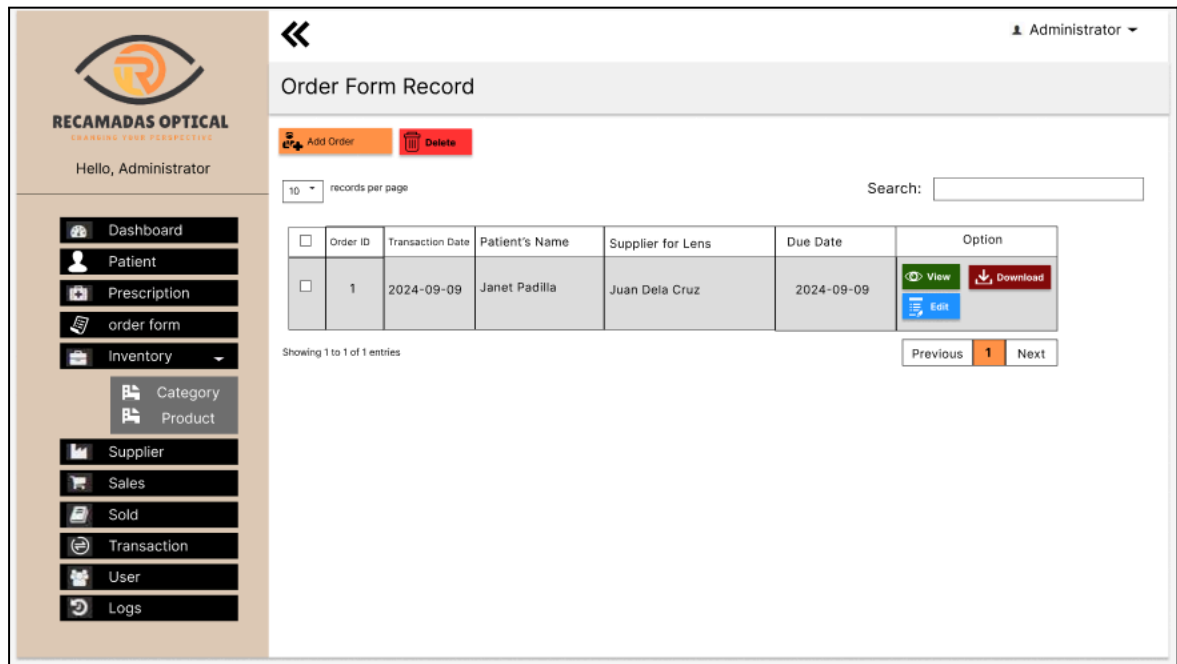 Administrator
Order Form Record
RECAMADAS OPTICAL
CHANGING YOUR PERSPECTIVE
Hello, Administrator
Dashboard
Patient
Prescription
order form
Inventory
Category
Product
Supplier
Sales
Sold
Transaction
User
Logs
Add Order Delete
10 records per page Search:
Order ID Transaction Date Patient's Name Supplier for Lens Due Date Option
1 2024-09-09 Janet Padilla Juan Dela Cruz 2024-09-09 View Download
Edit
Showing 1 to 1 of 1 entries Previous 1 Next